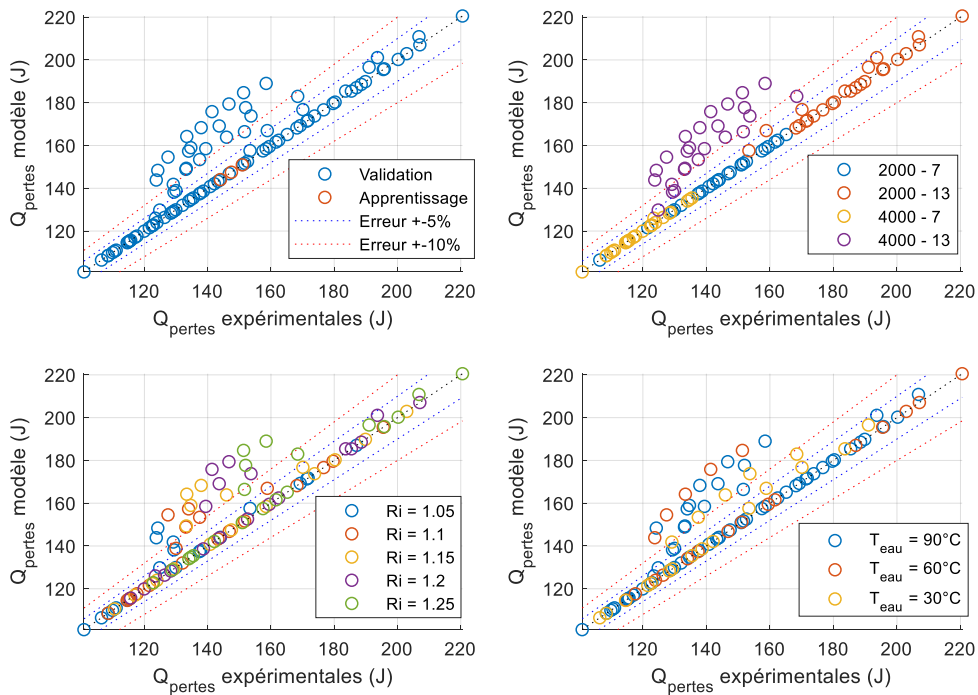 220
200
180
160
140
120
120
140
160
180
200
220
Q_pertes modèle (J)
Q_pertes expérimentales (J)
Validation
Apprentissage
Erreur +-5%
Erreur +-10%
220
200
180
160
140
120
120
140
160
180
200
220
Q_pertes modèle (J)
Q_pertes expérimentales (J)
2000 - 7
2000 - 13
4000 - 7
4000 - 13
220
200
180
160
140
120
120
140
160
180
200
220
Q_pertes modèle (J)
Q_pertes expérimentales (J)
Ri = 1.05
Ri = 1.1
Ri = 1.15
Ri = 1.2
Ri = 1.25
220
200
180
160
140
120
120
140
160
180
200
220
Q_pertes modèle (J)
Q_pertes expérimentales (J)
T_eau = 90°C
T_eau = 60°C
T_eau = 30°C